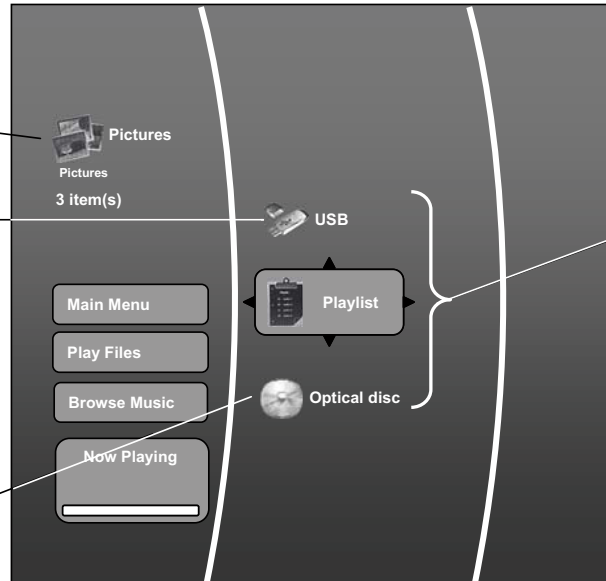 Pictures
Pictures
3 item(s)
USB
Main Menu
Playlist
Play Files
Browse Music
Optical disc
Now Playing